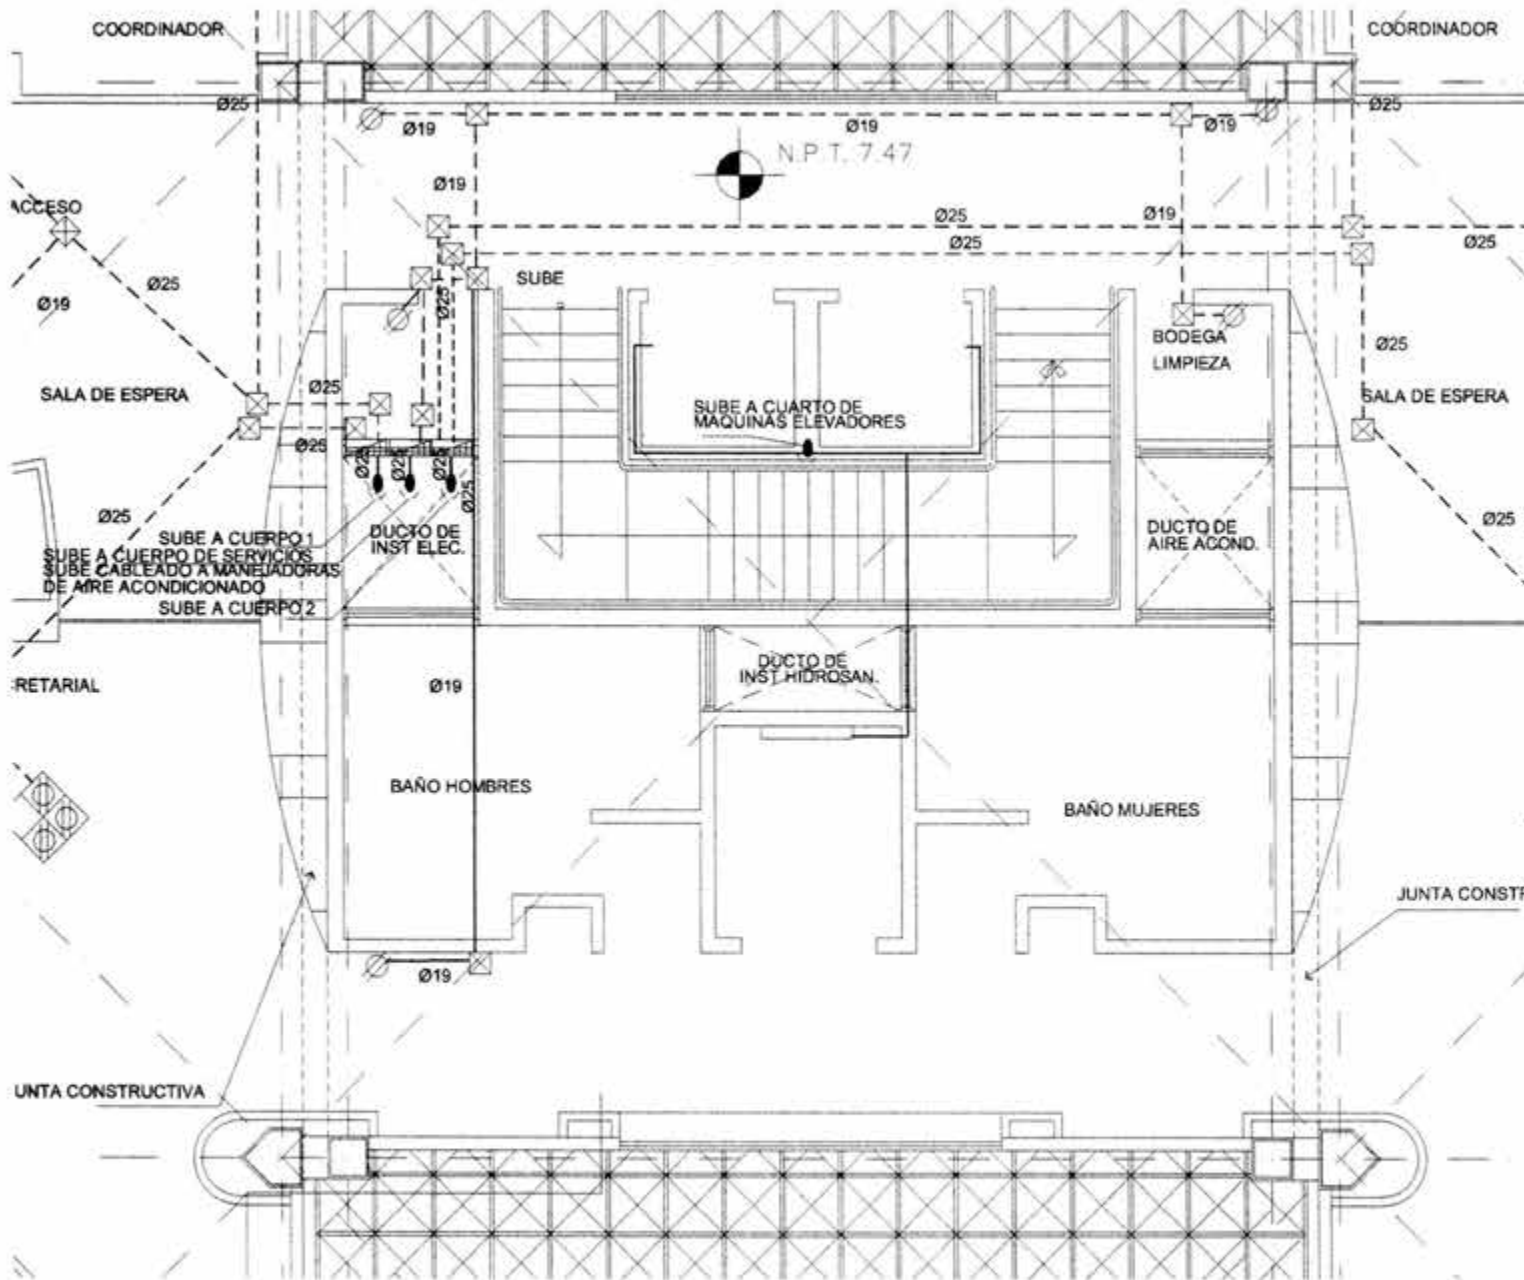 COORDINADOR
COORDINADOR
Ø25
Ø25
Ø19
Ø19
Ø19
N.P.T. 7.47
Ø19
ACCESO
Ø25
Ø19
Ø25
Ø25
Ø25
SUBE
Ø25
Ø19
Ø25
BODEGA
LIMPIEZA
Ø25
SALA DE ESPERA
Ø25
SALA DE ESPERA
SUBE A CUARTO DE
MAQUINAS ELEVADORES
Ø25
Ø25
Ø25
Ø25
Ø25
Ø25
Ø25
SUBE A CUERPO 1
SUBE A CUERPO DE SERVICIOS
SUBE CABLEADO A MANEJADORAS
DE AIRE ACONDICIONADO
SUBE A CUERPO 2
DUCTO DE
INST ELEC.
DUCTO DE
AIRE ACOND.
DUCTO DE
INST HIDROSAN.
RETARIAL
Ø19
BAÑO HOMBRES
BAÑO MUJERES
JUNTA CONSTR
Ø19
UNTA CONSTRUCTIVA